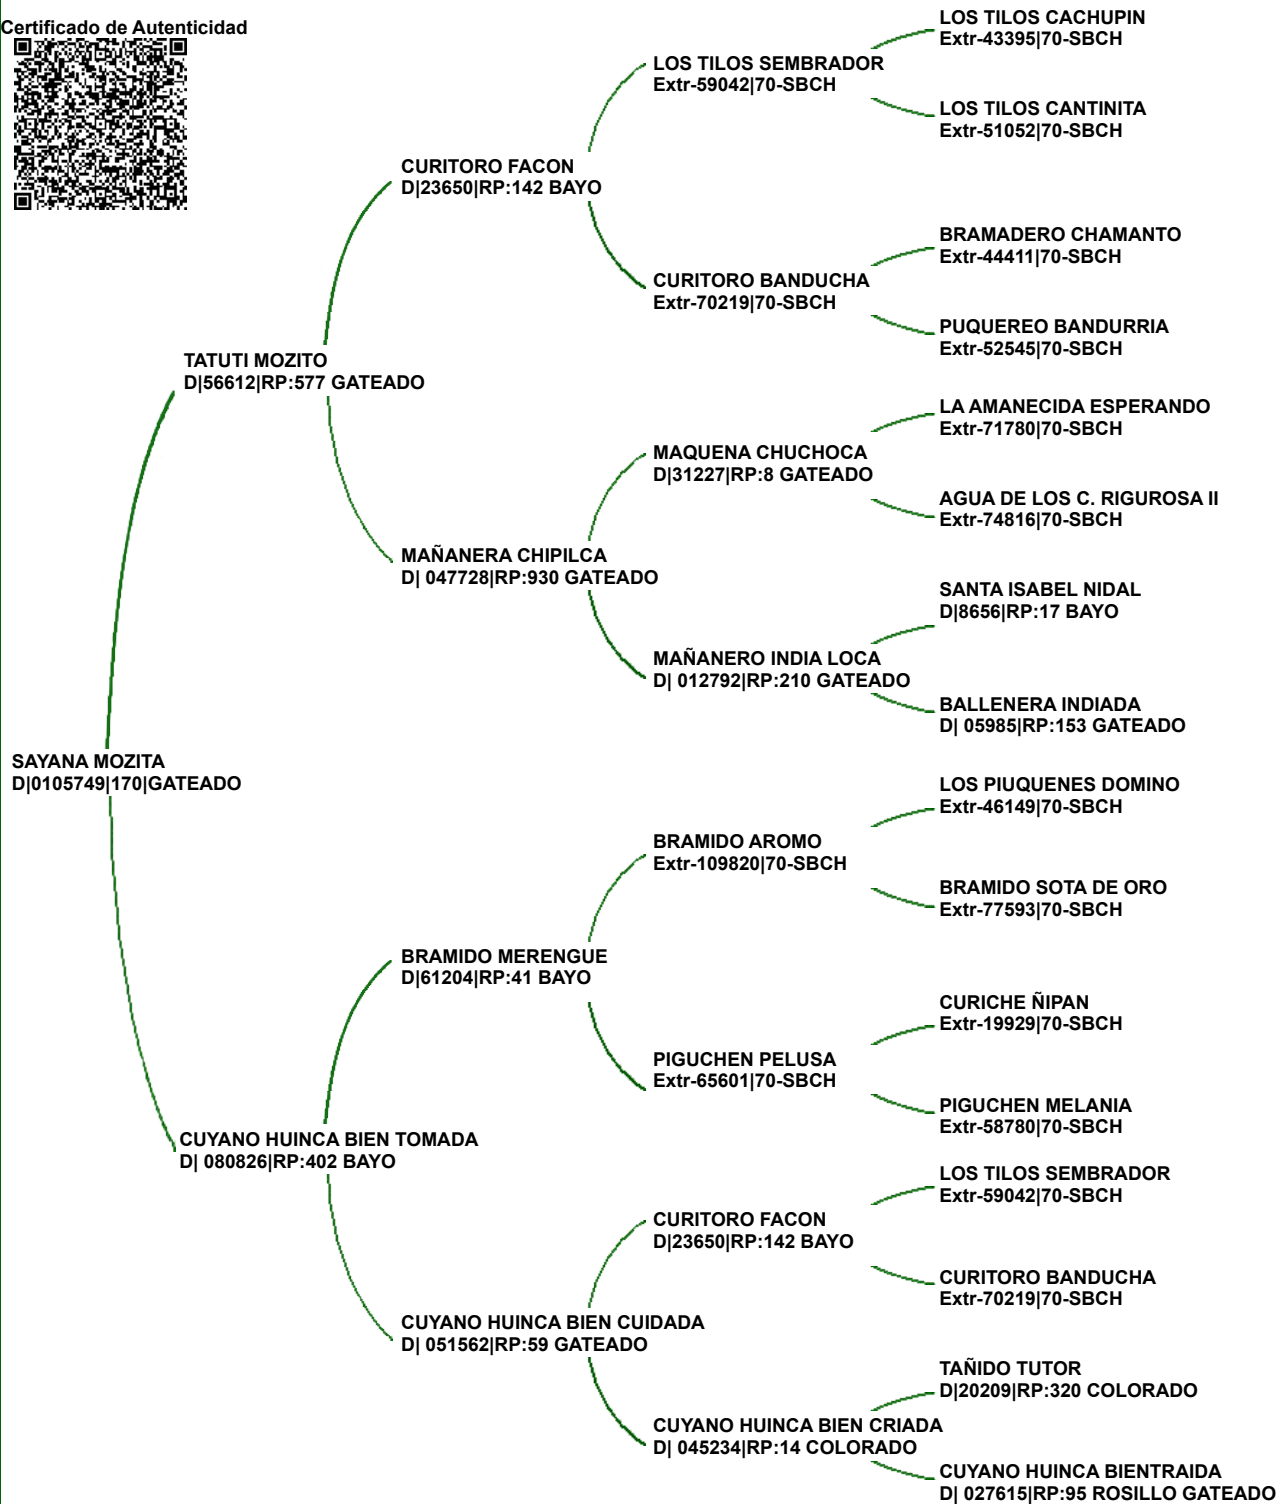 Certificado de Autenticidad
SAYANA MOZITA
D|0105749|170|GATEADO
TATUTI MOZITO
D|56612|RP:577 GATEADO
CUYANO HUINCA BIEN TOMADA
D| 080826|RP:402 BAYO
CURITORO FACON
D|23650|RP:142 BAYO
MAÑANERA CHIPILCA
D| 047728|RP:930 GATEADO
BRAMIDO MERENGUE
D|61204|RP:41 BAYO
CUYANO HUINCA BIEN CUIDADA
D| 051562|RP:59 GATEADO
LOS TILOS SEMBRADOR
Extr-59042|70-SBCH
CURITORO BANDUCHA
Extr-70219|70-SBCH
MAQUENA CHUCHOCA
D|31227|RP:8 GATEADO
MAÑANERO INDIA LOCA
D| 012792|RP:210 GATEADO
BRAMIDO AROMO
Extr-109820|70-SBCH
PIGUCHEN PELUSA
Extr-65601|70-SBCH
CURITORO FACON
D|23650|RP:142 BAYO
CUYANO HUINCA BIEN CRIADA
D| 045234|RP:14 COLORADO
LOS TILOS CACHUPIN
Extr-43395|70-SBCH
LOS TILOS CANTINITA
Extr-51052|70-SBCH
BRAMADERO CHAMANTO
Extr-44411|70-SBCH
PUQUEREO BANDURRIA
Extr-52545|70-SBCH
LA AMANECIDA ESPERANDO
Extr-71780|70-SBCH
AGUA DE LOS C. RIGUROSA II
Extr-74816|70-SBCH
SANTA ISABEL NIDAL
D|8656|RP:17 BAYO
BALLENERA INDIADA
D| 05985|RP:153 GATEADO
LOS PIUQUENES DOMINO
Extr-46149|70-SBCH
BRAMIDO SOTA DE ORO
Extr-77593|70-SBCH
CURICHE ÑIPAN
Extr-19929|70-SBCH
PIGUCHEN MELANIA
Extr-58780|70-SBCH
LOS TILOS SEMBRADOR
Extr-59042|70-SBCH
CURITORO BANDUCHA
Extr-70219|70-SBCH
TAÑIDO TUTOR
D|20209|RP:320 COLORADO
CUYANO HUINCA BIENTRAIDA
D| 027615|RP:95 ROSILLO GATEADO